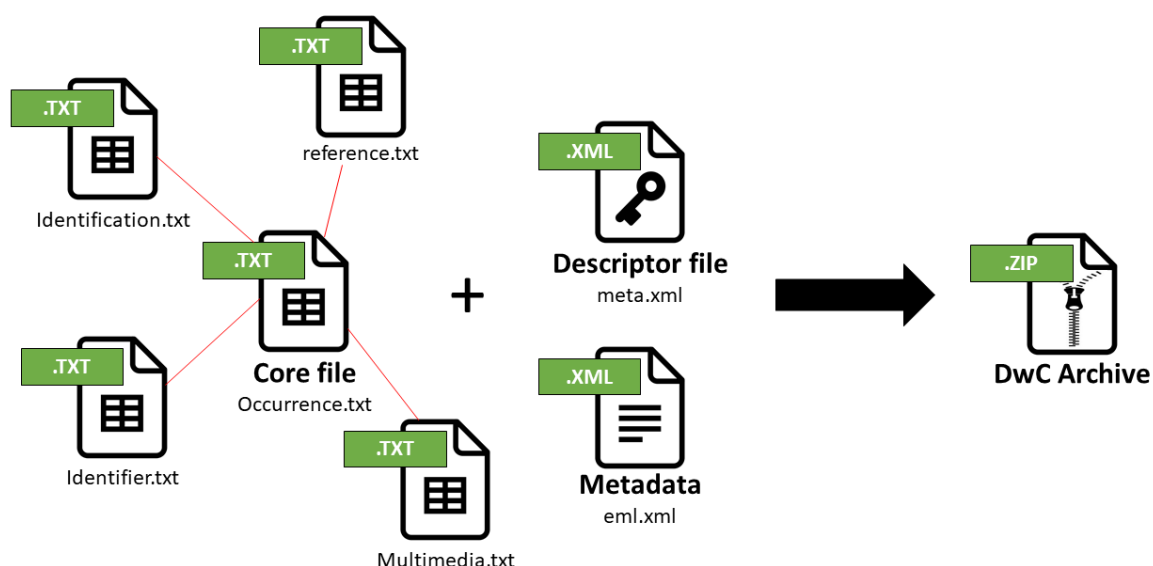 .TXT
reference.txt
.TXT
Identification.txt
.TXT
Core file
Occurrence.txt
.TXT
Identifier.txt
.TXT
Multimedia.txt
+
.XML
Descriptor file
meta.xml
.XML
Metadata
eml.xml
.ZIP
DwC Archive